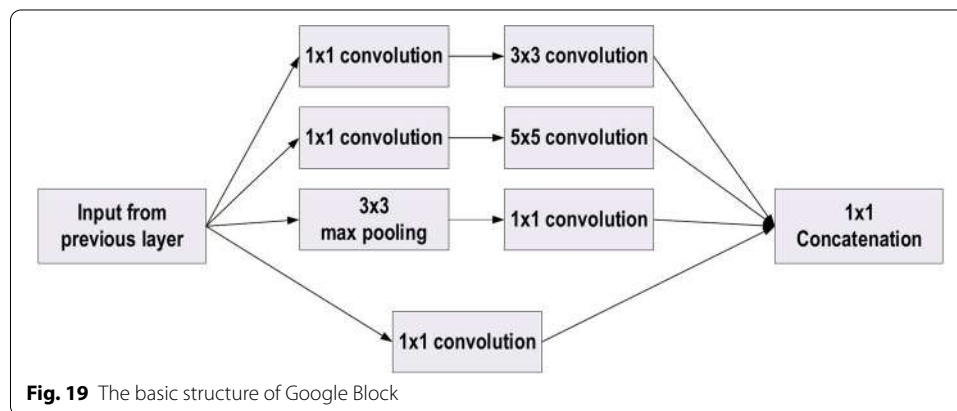 1x1 convolution
3x3 convolution
1x1 convolution
5x5 convolution
Input from
previous layer
3x3
max pooling
1x1 convolution
1x1
Concatenation
1x1 convolution
Fig. 19 The basic structure of Google Block